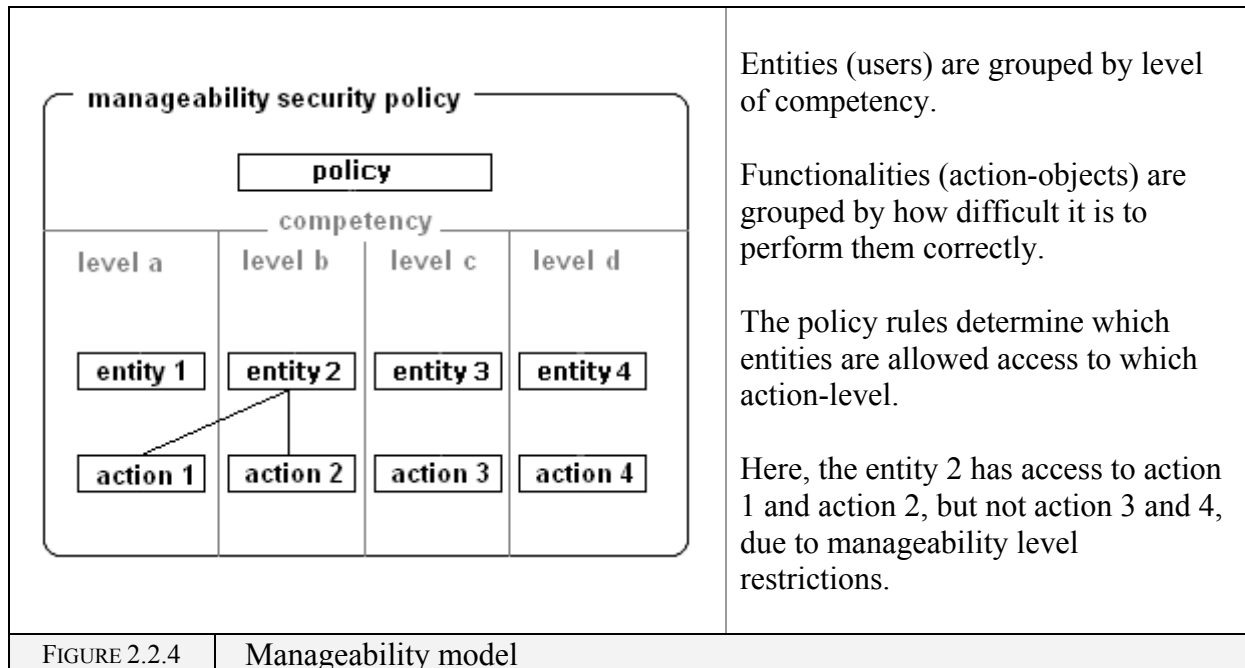 manageability security policy
policy
competency
level a level b level c level d
entity 1 entity 2 entity 3 entity 4
action 1 action 2 action 3 action 4
Entities (users) are grouped by level
of competency.
Functionalities (action-objects) are
grouped by how difficult it is to
perform them correctly.
The policy rules determine which
entities are allowed access to which
action-level.
Here, the entity 2 has access to action
1 and action 2, but not action 3 and 4,
due to manageability level
restrictions.
FIGURE 2.2.4 Manageability model